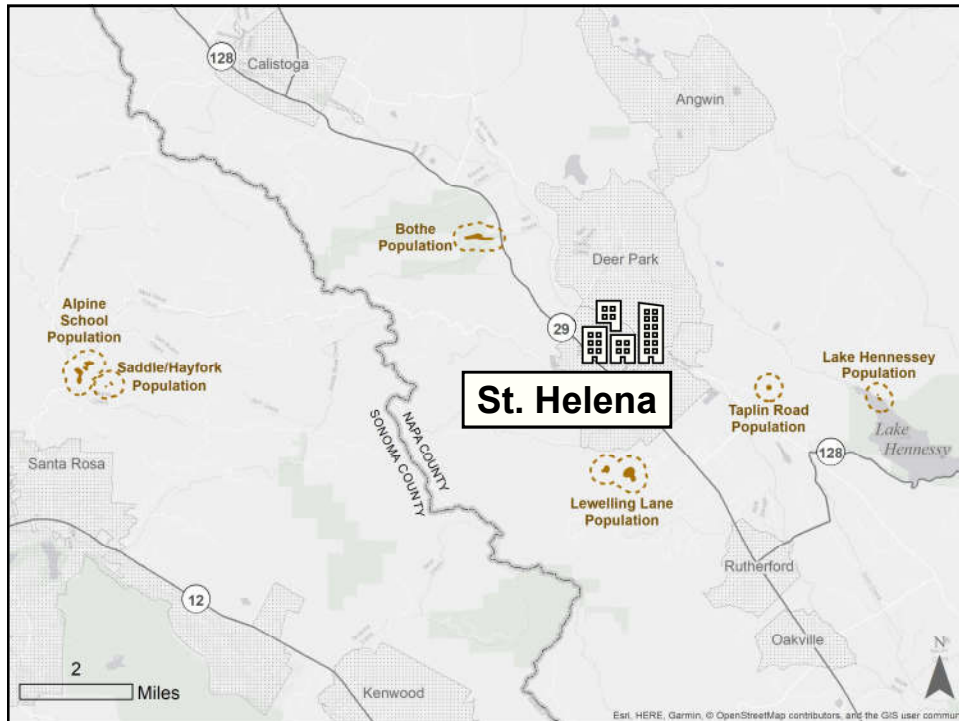 128
Calistoga
Angwin
Bothe
Population
Deer Park
Alpine
School
Population
29
Saddle/Hayfork
Population
Lake Hennessey
Population
St. Helena
Taplin Road
Population
NAPA COUNTY
SONOMA COUNTY
Lake
Hennessy
128
Santa Rosa
Lewelling Lane
Population
Rutherford
12
Oakville
N
2
Miles
Kenwood
Esri, HERE, Garmin, © OpenStreetMap contributors, and the GIS user commun